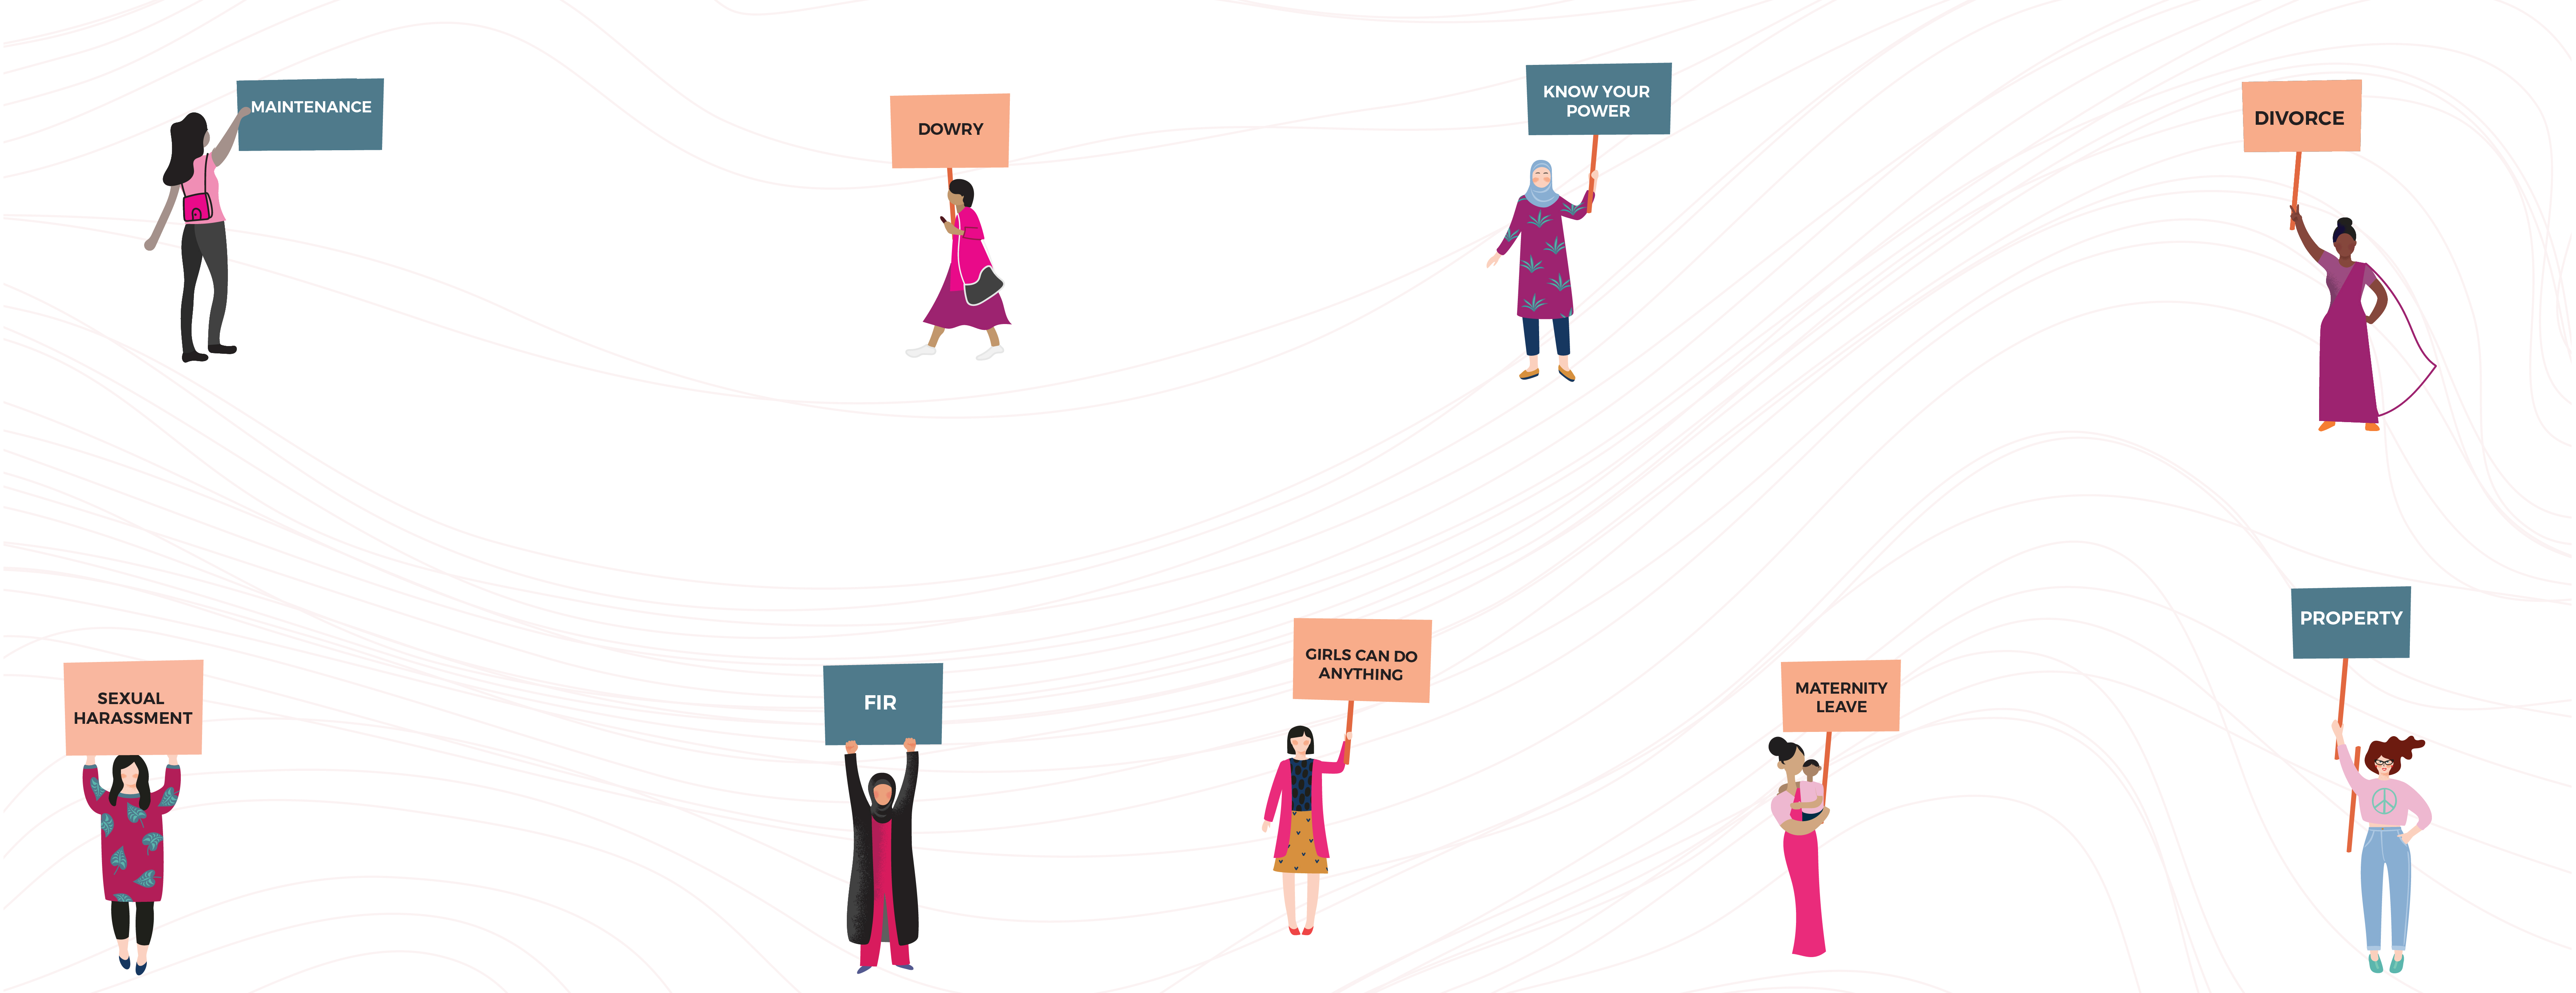 MAINTENANCE
DOWRY
KNOW YOUR
POWER
DIVORCE
SEXUAL
HARASSMENT
FIR
GIRLS CAN DO
ANYTHING
MATERNITY
LEAVE
PROPERTY